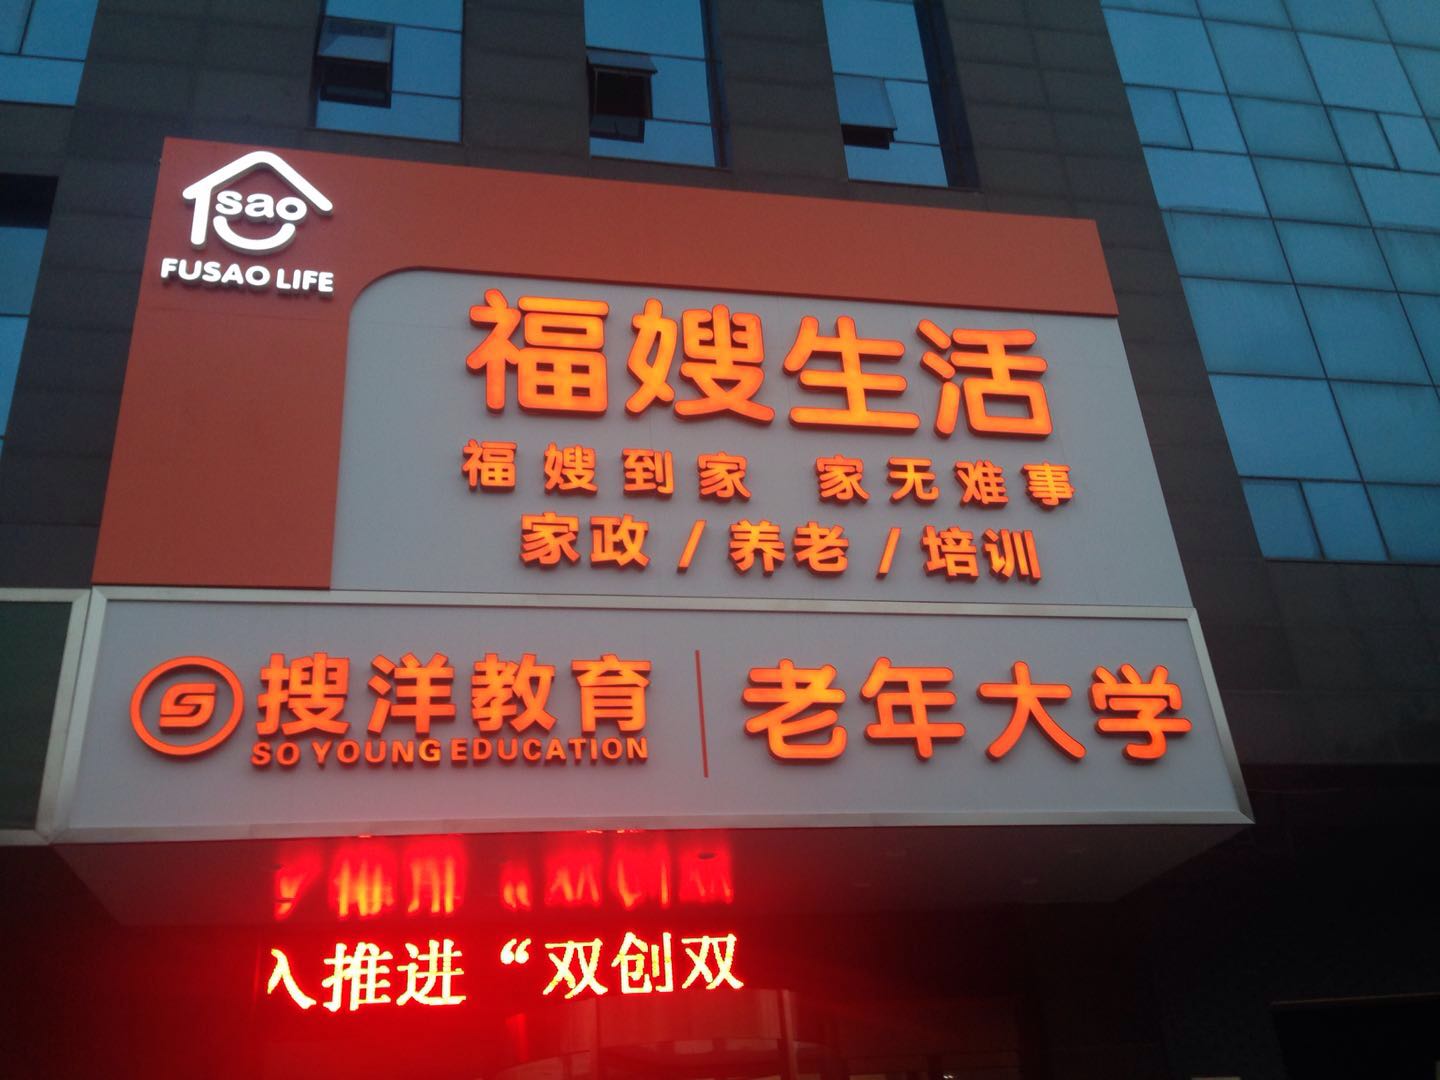 sao
FUSAO LIFE
福嫂生活
福嫂到家 家无难事
家政/养老/培训
搜洋教育
SO YOUNG EDUCATION
老年大学
入推进“双创双